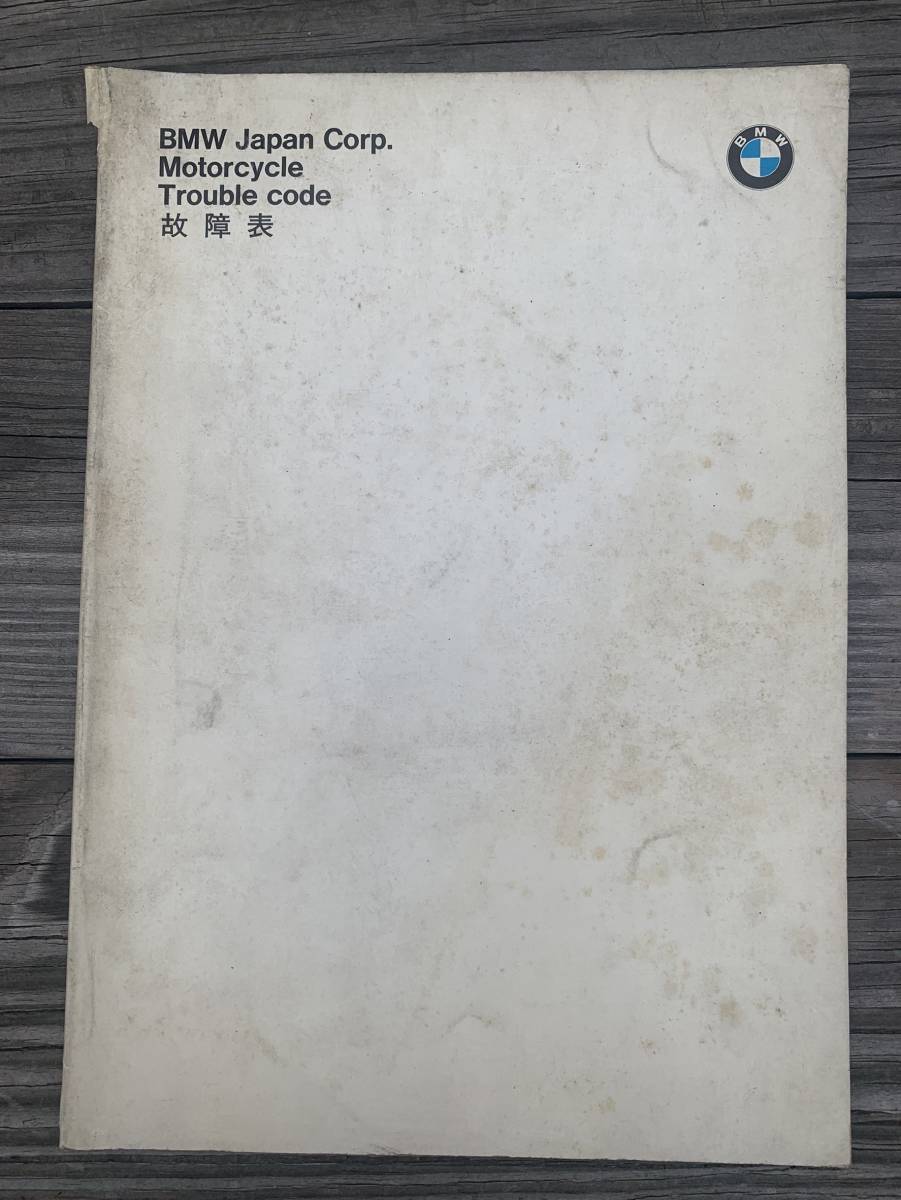 BMW Japan Corp.
Motorcycle
Trouble code
故障表
BMW